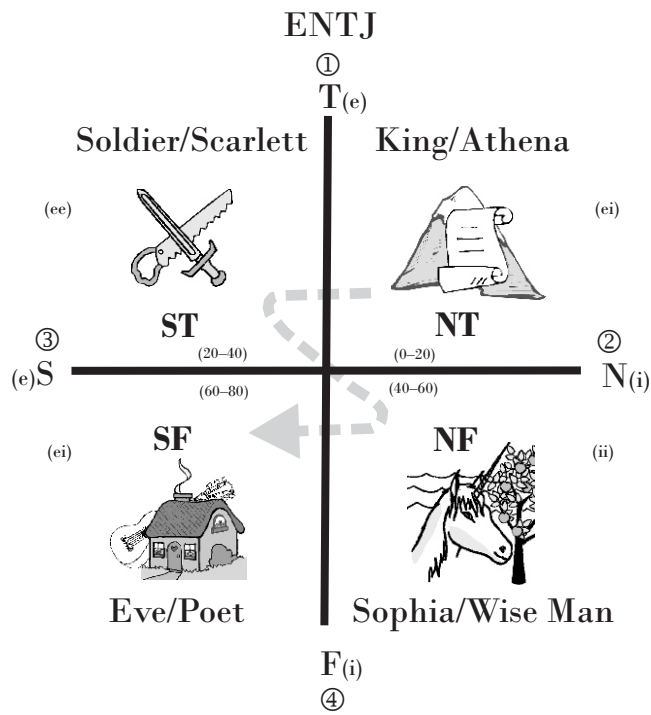 ENTJ
①
T(e)
Soldier/Scarlett
King/Athena
(ee)
(ei)
ST
NT
③
(20–40)
(0–20)
②
(e)S
N(i)
(60–80)
(40–60)
SF
NF
(ei)
(ii)
Eve/Poet
Sophia/Wise Man
F(i)
④